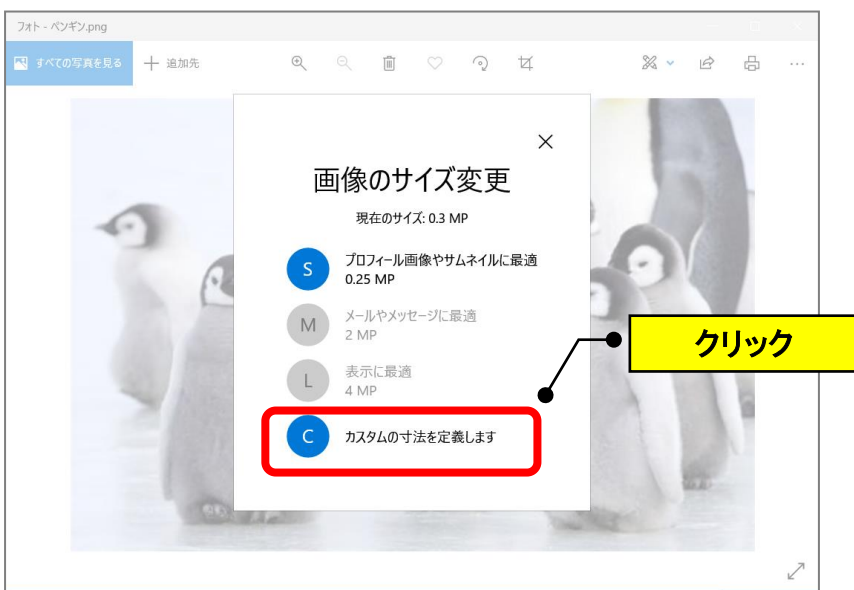 フォト - ペンギン.png
すべての写真を見る
追加先
画像のサイズ変更
現在のサイズ: 0.3 MP
S
プロフィール画像やサムネイルに最適
0.25 MP
M
メールやメッセージに最適
2 MP
L
表示に最適
4 MP
C
カスタムの寸法を定義します
クリック